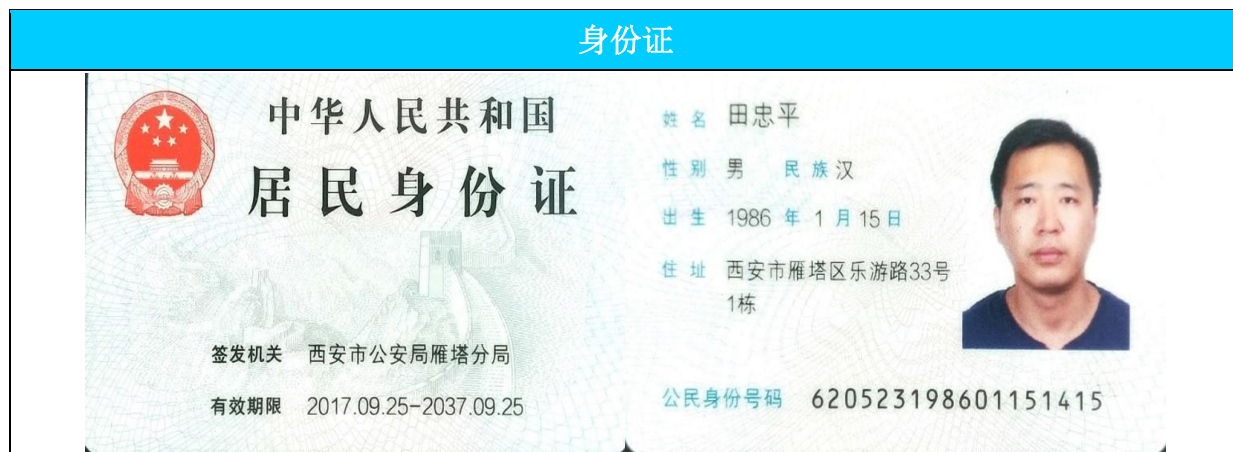 身份证
中华人民共和国
居民身份证
签发机关 西安市公安局雁塔分局
有效期限 2017.09.25-2037.09.25
姓名 田忠平
性别 男 民族 汉
出生 1986 年 1 月 15 日
住址 西安市雁塔区乐游路33号
1栋
公民身份号码 620523198601151415